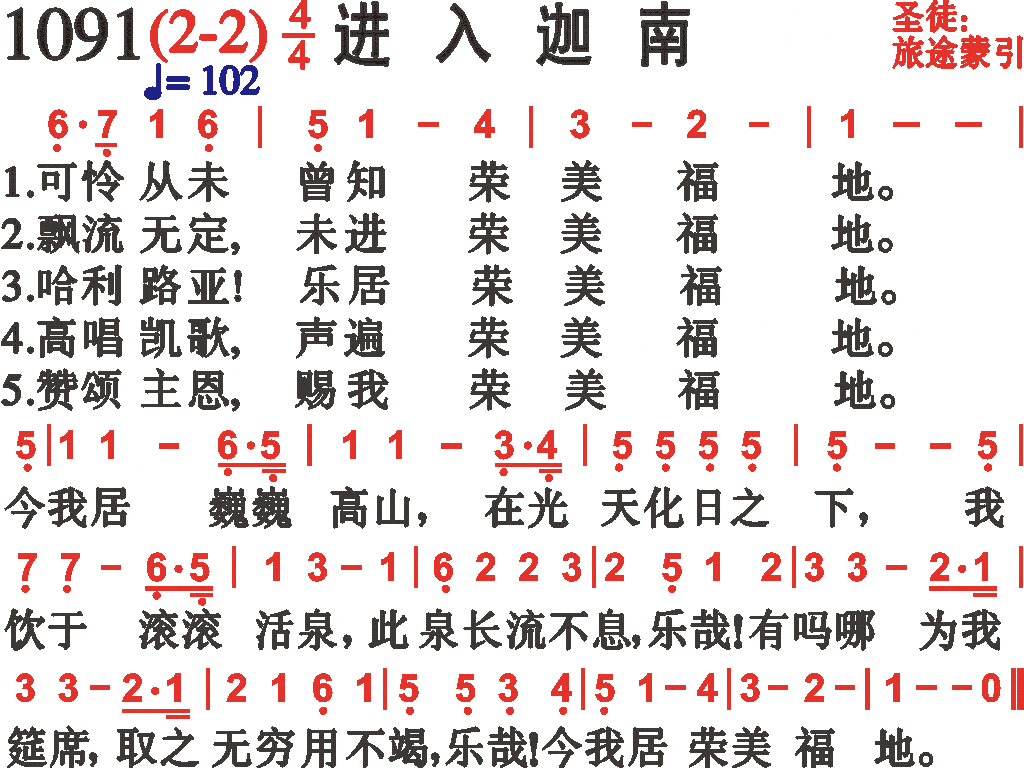 1091(2-2) 4/4 进入迦南 圣徒:
♩= 102 旅途蒙引
6·7 1 6 | 5 1 - 4 | 3 - 2 - | 1 - - |
1.可怜 从未 曾知 荣 美 福 地。
2.飘流 无定, 未进 荣 美 福 地。
3.哈利 路亚! 乐居 荣 美 福 地。
4.高唱 凯歌, 声遍 荣 美 福 地。
5.赞颂 主恩, 赐我 荣 美 福 地。
5 | 1 1 - 6·5 | 1 1 - 3·4 | 5 5 5 5 | 5 - - 5 |
今我居 巍巍 高山, 在光 天化日之 下, 我
7 7 - 6·5 | 1 3 - 1 | 6 2 2 3 | 2 5 1 2 | 3 3 - 2·1 |
饮于 滚滚 活泉, 此泉长流不息,乐哉!有吗哪 为我
3 3 - 2·1 | 2 1 6 1 | 5 5 3 4 | 5 1 - 4 | 3 - 2 - | 1 - - 0 ‖
筵席, 取之 无穷用不竭,乐哉!今我居 荣美 福 地。